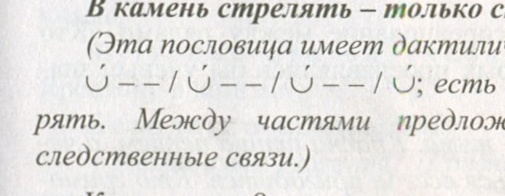 В камень стрелять – только с
(Эта пословица имеет дактили
∪́ – – / ∪́ – – / ∪́ – – / ∪́; есть
рять. Между частями предлож
следственные связи.)